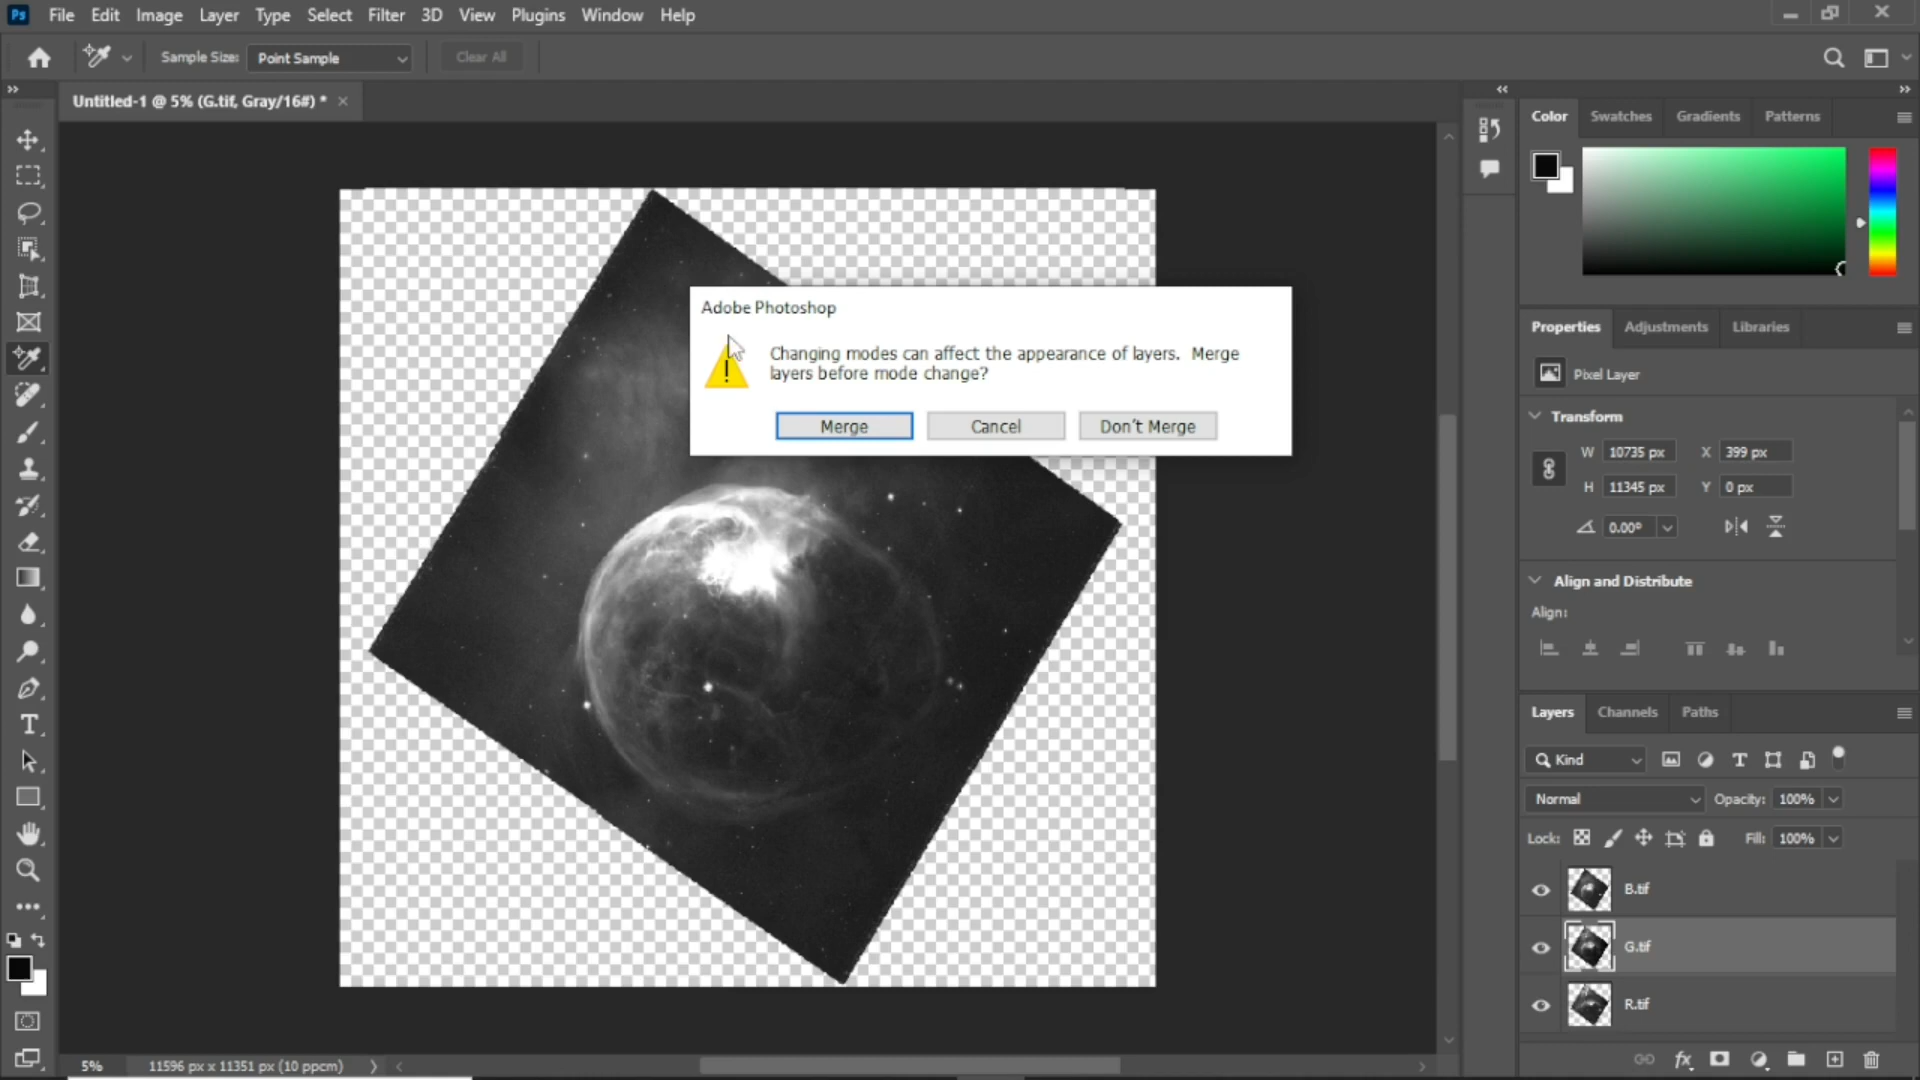 Ps File Edit Image Layer Type Select Filter 3D View Plugins Window Help
Sample Size: Point Sample Clear All
Untitled-1 @ 5% (G.tif, Gray/16#) * ×
Color Swatches Gradients Patterns
Adobe Photoshop
Changing modes can affect the appearance of layers. Merge
layers before mode change?
Merge Cancel Don't Merge
Properties Adjustments Libraries
Pixel Layer
Transform
W 10735 px X 399 px
H 11345 px Y 0 px
0.00°
Align and Distribute
Align:
Layers Channels Paths
Kind
Normal Opacity: 100%
Lock: Fill: 100%
B.tif
G.tif
R.tif
5% 11596 px x 11351 px (10 ppcm)